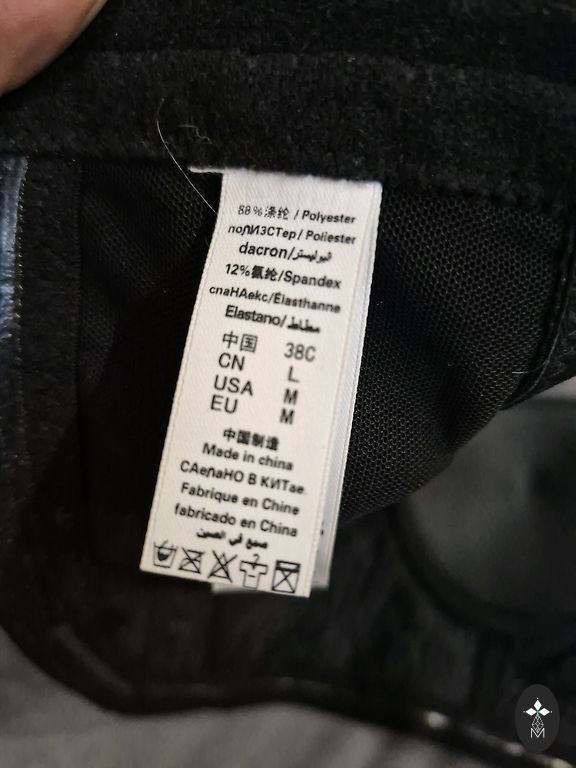 88%涤纶 / Polyester
полИЗСТер / Poliester
dacron/البوليستر
12%氨纶/Spandex
спаНАекс/Élasthanne
Elastano/مطاط
中国 38C
CN L
USA M
EU M
中国制造
Made in china
САелаНО В КИТае.
Fabrique en Chine
fabricado en China
صنع في الصين
M